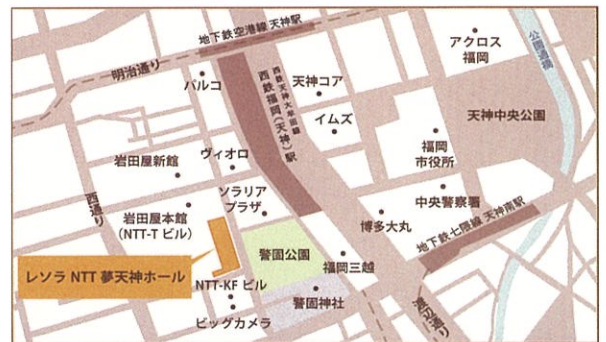 地下鉄空港線 天神駅
明治通り
アクロス
福岡
パルコ
西鉄天神大牟田線
西鉄福岡(天神)駅
天神コア
イムズ
天神中央公園
福岡
市役所
岩田屋新館
ヴィオロ
西通り
岩田屋本館
(NTT-T ビル)
ソラリア
プラザ
中央警察署
博多大丸
地下鉄七隈線 天神南駅
レソラ NTT 夢天神ホール
警固公園
福岡三越
NTT-KF ビル
警固神社
ビッグカメラ
渡辺通り